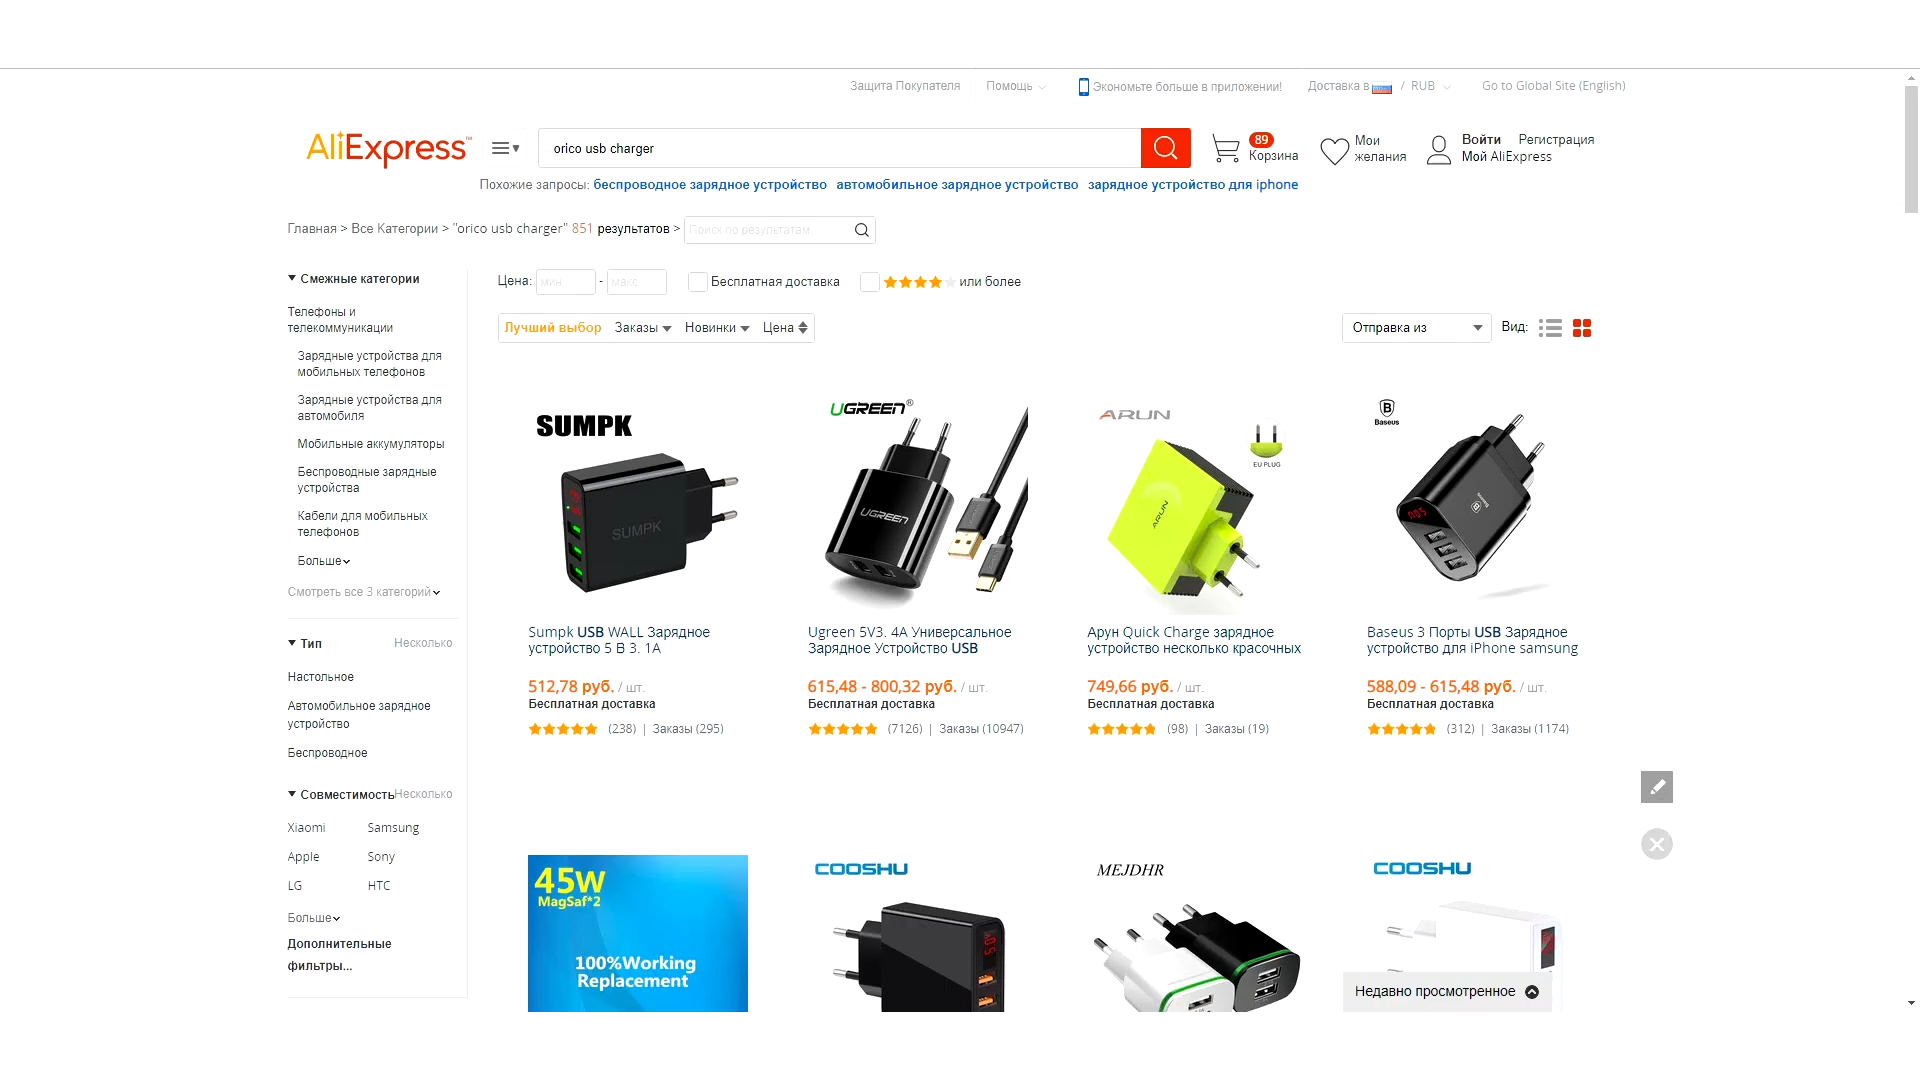 Защита Покупателя
Помощь
Экономьте больше в приложении!
Доставка в / RUB
Go to Global Site (English)
AliExpress™
orico usb charger
89
Корзина
Мои
желания
Войти Регистрация
Мой AliExpress
Похожие запросы: беспроводное зарядное устройство автомобильное зарядное устройство зарядное устройство для iphone
Главная > Все Категории > "orico usb charger" 851 результатов >
Поиск по результатам
Смежные категории
Телефоны и
телекоммуникации
Зарядные устройства для
мобильных телефонов
Зарядные устройства для
автомобиля
Мобильные аккумуляторы
Беспроводные зарядные
устройства
Кабели для мобильных
телефонов
Больше
Смотреть все 3 категорий
Тип Несколько
Настольное
Автомобильное зарядное
устройство
Беспроводное
Совместимость Несколько
Xiaomi Samsung
Apple Sony
LG HTC
Больше
Дополнительные
фильтры...
Цена: мин - макс
Бесплатная доставка
или более
Лучший выбор Заказы Новинки Цена
Отправка из
Вид:
SUMPK
SUMPK
Sumpk USB WALL Зарядное
устройство 5 В 3. 1A
512,78 руб. / шт.
Бесплатная доставка
(238) | Заказы (295)
UGREEN®
UGREEN
Ugreen 5V3. 4A Универсальное
Зарядное Устройство USB
615,48 - 800,32 руб. / шт.
Бесплатная доставка
(7126) | Заказы (10947)
ARUN
EU PLUG
ARUN
Арун Quick Charge зарядное
устройство несколько красочных
749,66 руб. / шт.
Бесплатная доставка
(98) | Заказы (19)
B
Baseus
Baseus
Baseus 3 Порты USB Зарядное
устройство для iPhone samsung
588,09 - 615,48 руб. / шт.
Бесплатная доставка
(312) | Заказы (1174)
45W
MagSaf*2
100%Working
Replacement
COOSHU
MEJDHR
COOSHU
Недавно просмотренное